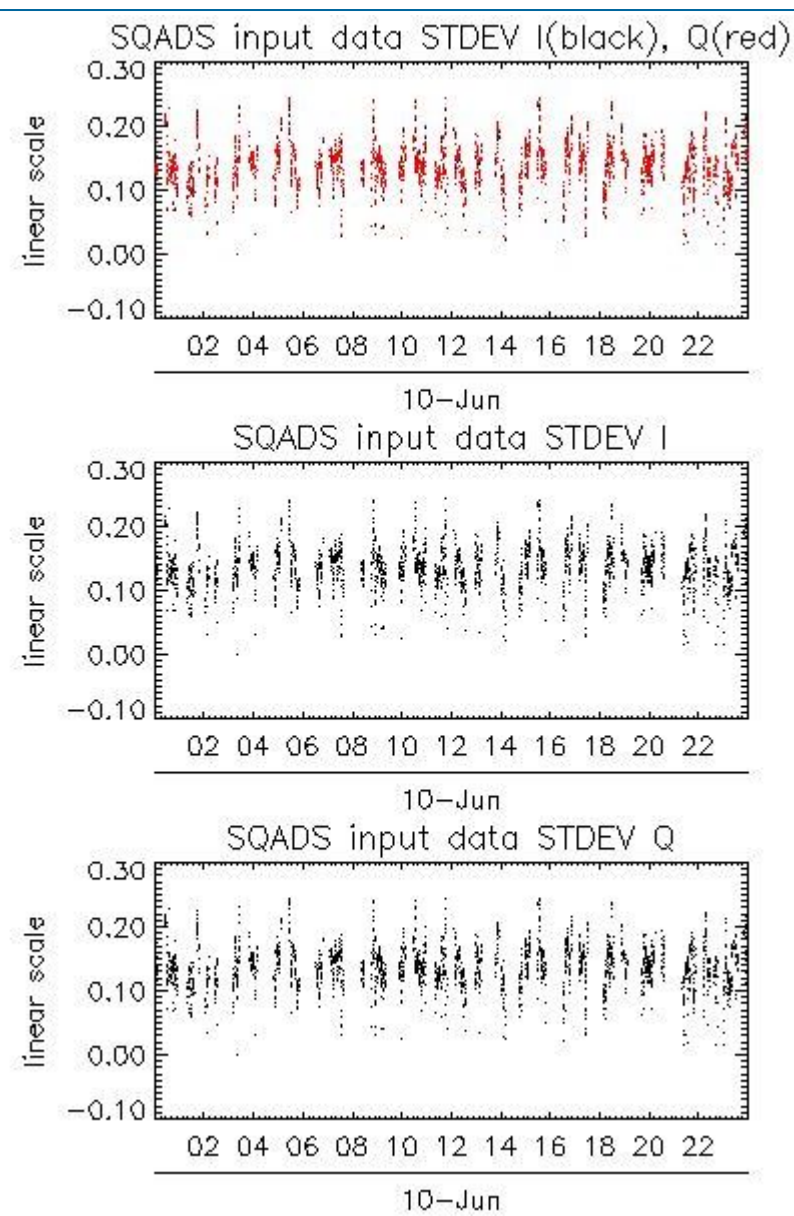 SQADS input data STDEV I(black), Q(red)
0.30
0.20
0.10
0.00
-0.10
linear scale
02 04 06 08 10 12 14 16 18 20 22
10-Jun
SQADS input data STDEV I
0.30
0.20
0.10
0.00
-0.10
linear scale
02 04 06 08 10 12 14 16 18 20 22
10-Jun
SQADS input data STDEV Q
0.30
0.20
0.10
0.00
-0.10
linear scale
02 04 06 08 10 12 14 16 18 20 22
10-Jun